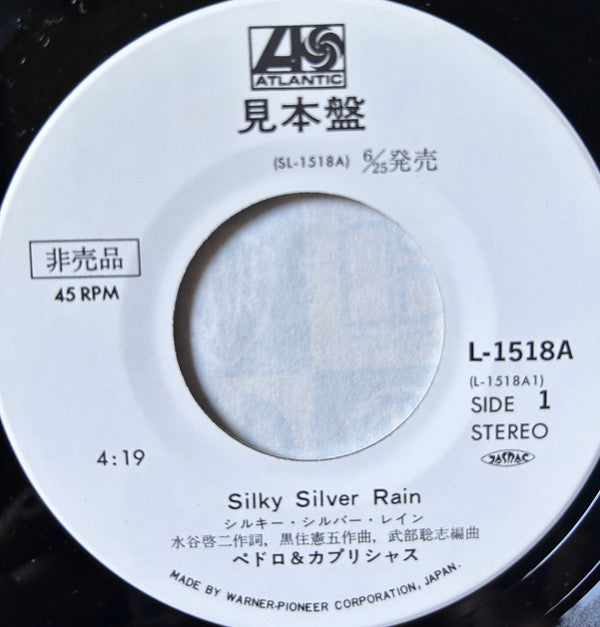 ATLANTIC
見本盤
(SL-1518A) 6/25発売
非売品
45 RPM
L-1518A
(L-1518A1)
SIDE 1
STEREO
JASRAC
4:19
Silky Silver Rain
シルキー・シルバー・レイン
水谷啓二作詞, 黒住憲五作曲, 武部聡志編曲
ペドロ&カプリシャス
MADE BY WARNER-PIONEER CORPORATION, JAPAN.